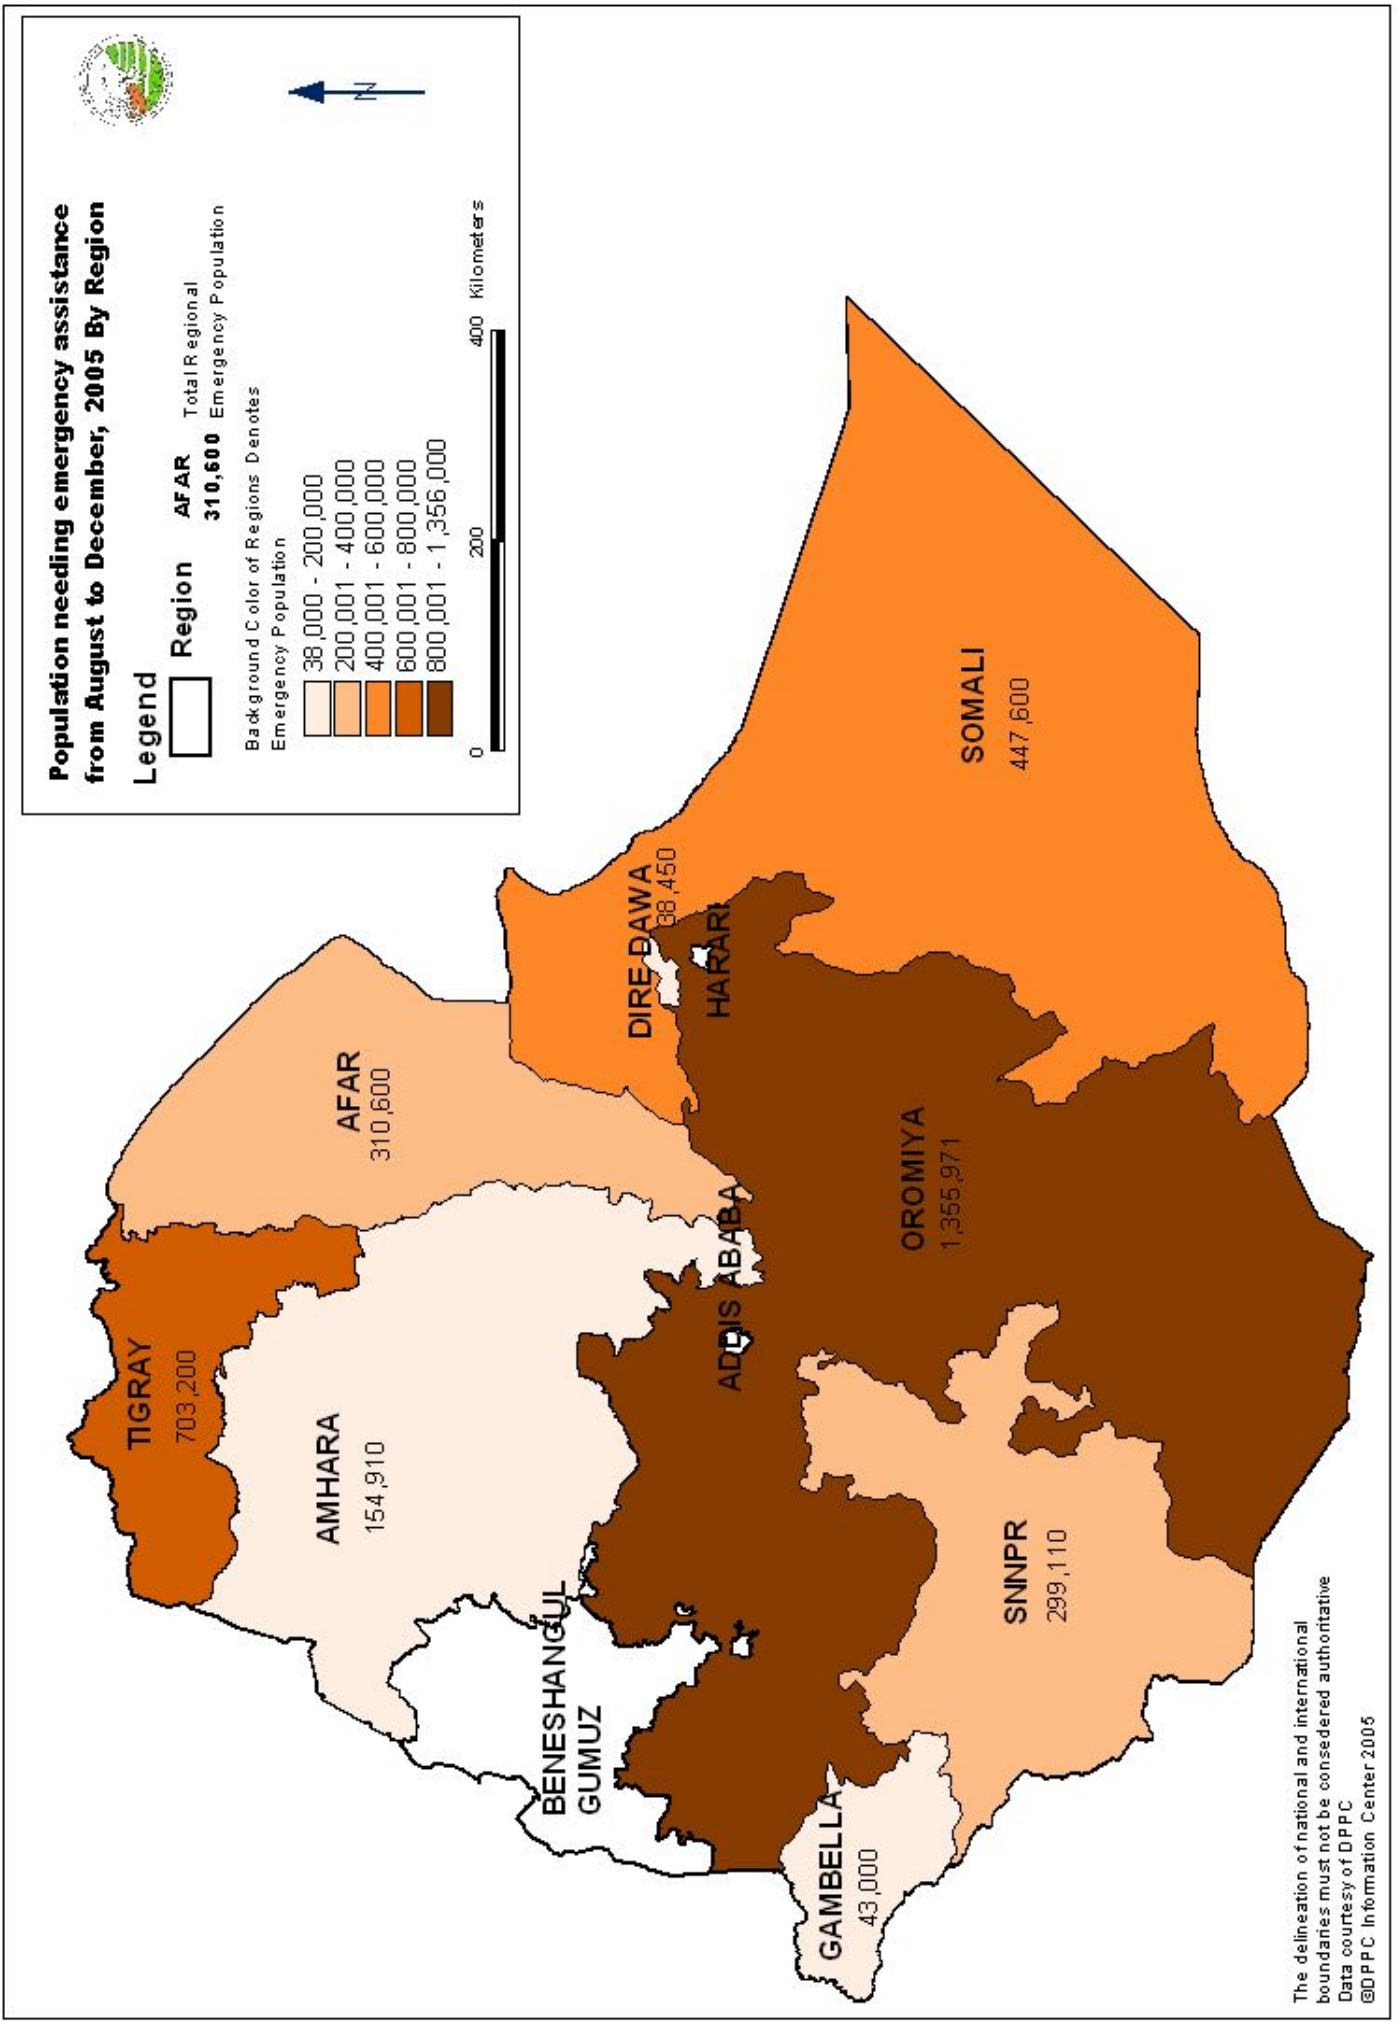 Population needing emergency assistance
from August to December, 2005 By Region
Legend
Region
AFAR Total Regional
310,600 Emergency Population
Background Color of Regions Denotes
Emergency Population
38,000 - 200,000
200,001 - 400,000
400,001 - 600,000
600,001 - 800,000
800,001 - 1,356,000
0 200 400 Kilometers
N
TIGRAY
703,200
AFAR
310,600
AMHARA
154,910
BENESHANGUL
GUMUZ
DIRE DAWA
38,450
HARARI
ADDIS ABABA
GAMBELLA
43,000
OROMIYA
1,355,971
SOMALI
447,600
SNNPR
299,110
The delineation of national and international
boundaries must not be consedered authoritative
Data courtesy of DPPC
@DPPC Information Center 2005